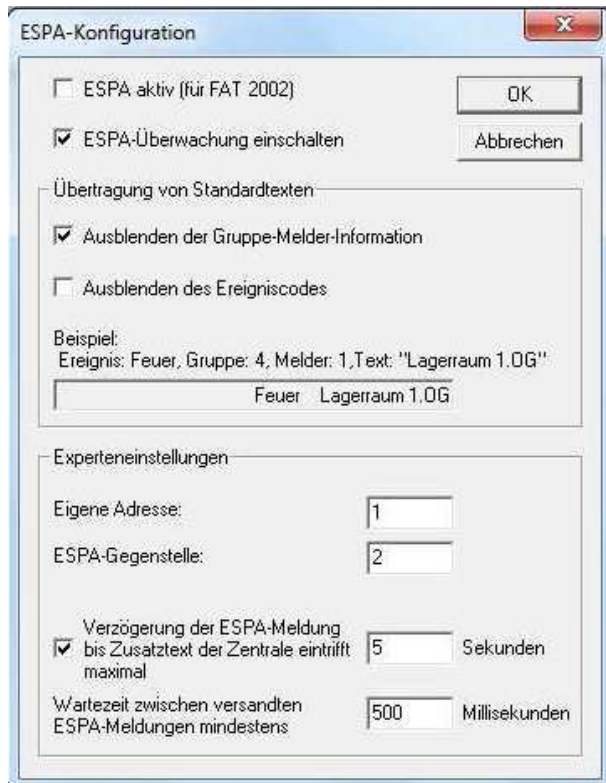 ESPA-Konfiguration
ESPA aktiv (für FAT 2002)
OK
ESPA-Überwachung einschalten
Abbrechen
Übertragung von Standardtexten
Ausblenden der Gruppe-Melder-Information
Ausblenden des Ereigniscodes
Beispiel:
Ereignis: Feuer, Gruppe: 4, Melder: 1,Text: "Lagerraum 1.OG"
Feuer Lagerraum 1.OG
Experteneinstellungen
Eigene Adresse:
1
ESPA-Gegenstelle:
2
Verzögerung der ESPA-Meldung
bis Zusatztext der Zentrale eintrifft
maximal
5 Sekunden
Wartezeit zwischen versandten
ESPA-Meldungen mindestens
500 Millisekunden